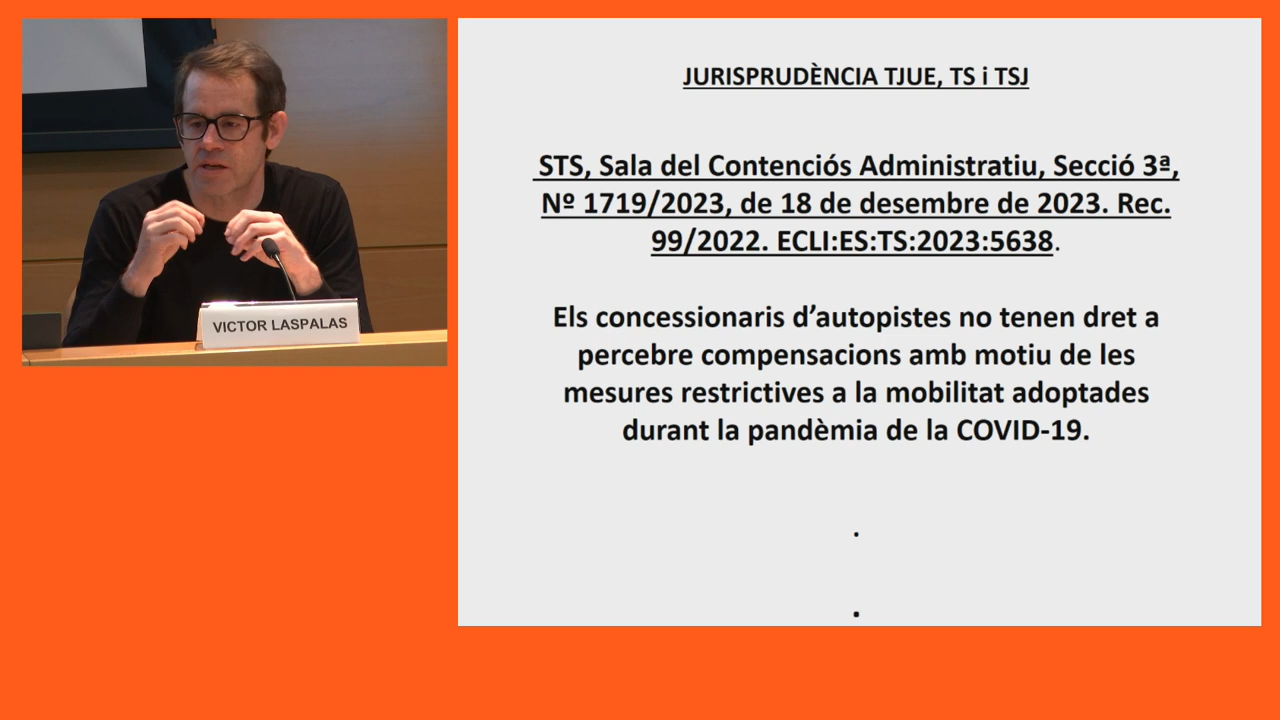 VICTOR LASPALAS
JURISPRUDÈNCIA TJUE, TS i TSJ
STS, Sala del Contenciós Administratiu, Secció 3ª,
Nº 1719/2023, de 18 de desembre de 2023. Rec.
99/2022. ECLI:ES:TS:2023:5638.
Els concessionaris d’autopistes no tenen dret a
percebre compensacions amb motiu de les
mesures restrictives a la mobilitat adoptades
durant la pandèmia de la COVID-19.
.
.